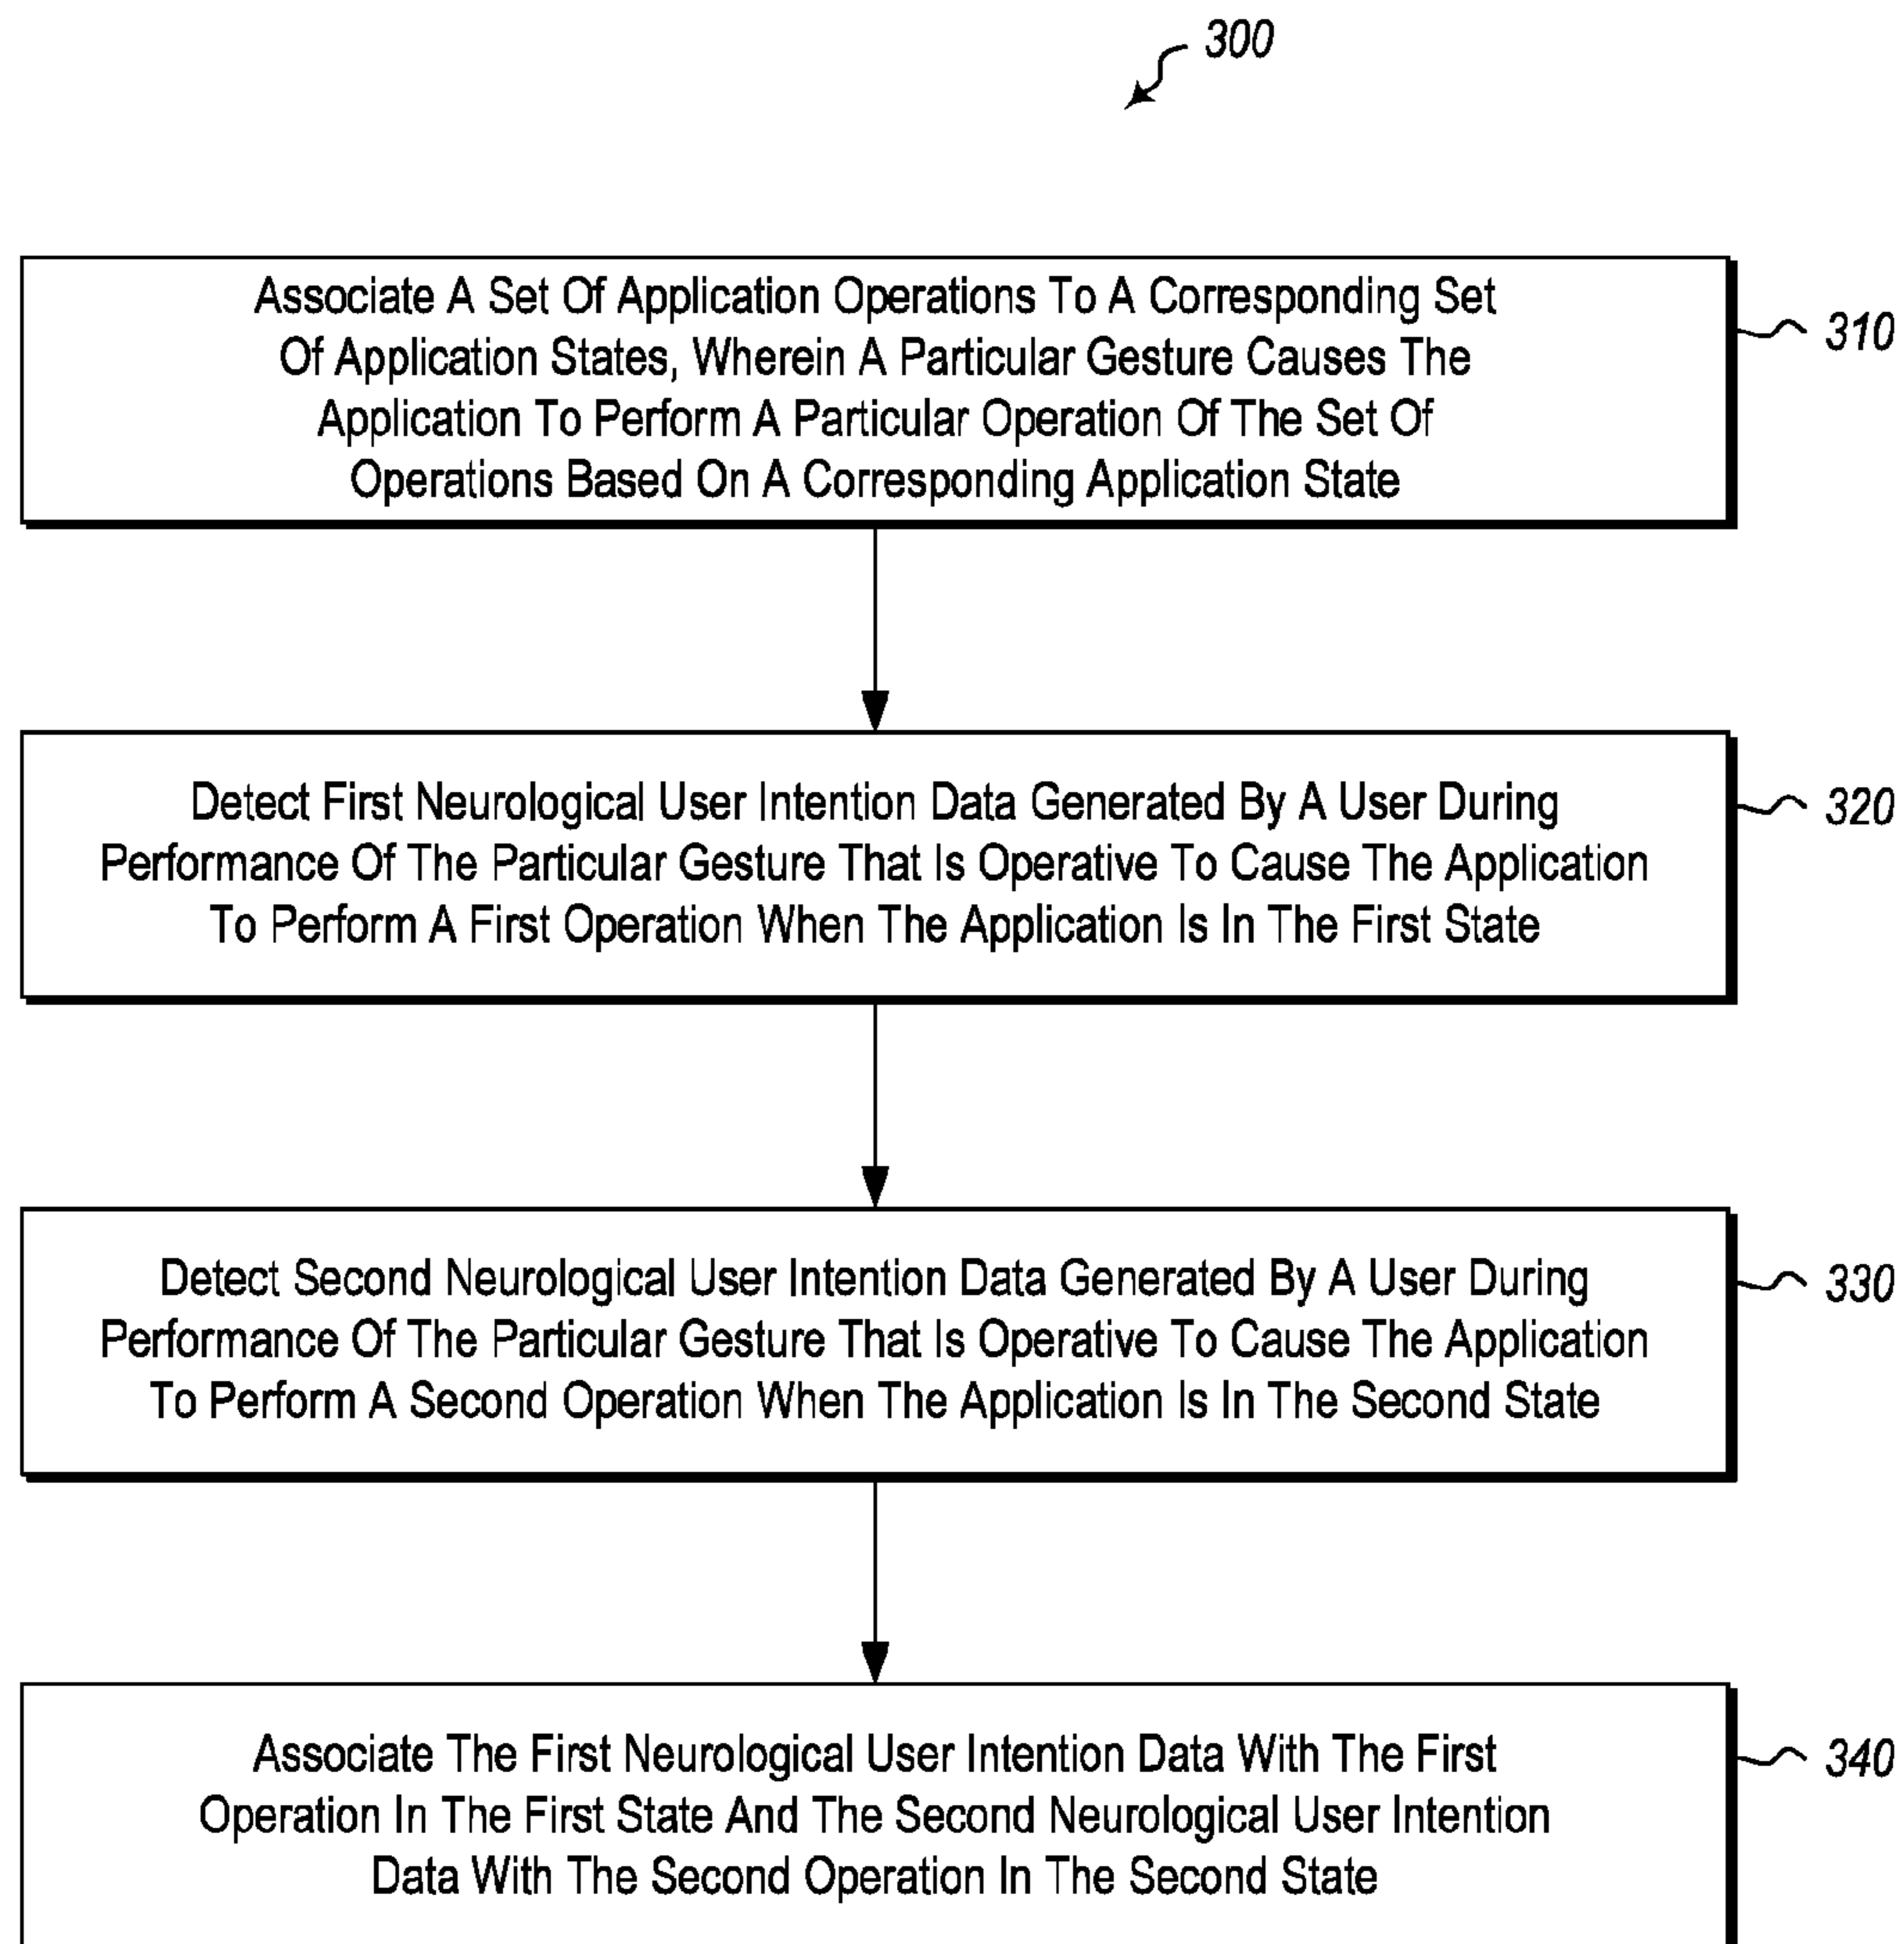 300
Associate A Set Of Application Operations To A Corresponding Set
Of Application States, Wherein A Particular Gesture Causes The
Application To Perform A Particular Operation Of The Set Of
Operations Based On A Corresponding Application State
310
Detect First Neurological User Intention Data Generated By A User During
Performance Of The Particular Gesture That Is Operative To Cause The Application
To Perform A First Operation When The Application Is In The First State
320
Detect Second Neurological User Intention Data Generated By A User During
Performance Of The Particular Gesture That Is Operative To Cause The Application
To Perform A Second Operation When The Application Is In The Second State
330
Associate The First Neurological User Intention Data With The First
Operation In The First State And The Second Neurological User Intention
Data With The Second Operation In The Second State
340